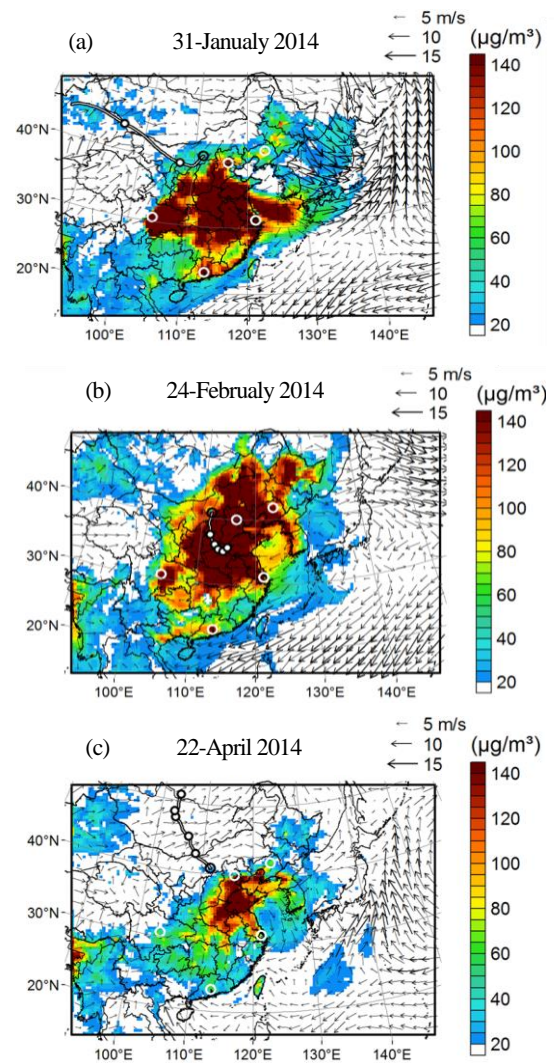 (a)
31-Janualy 2014
5 m/s
10
15
(µg/m³)
140
120
100
80
60
40
20
40°N
30°N
20°N
100°E
110°E
120°E
130°E
140°E
(b)
24-Februaly 2014
5 m/s
10
15
(µg/m³)
140
120
100
80
60
40
20
40°N
30°N
20°N
100°E
110°E
120°E
130°E
140°E
(c)
22-April 2014
5 m/s
10
15
(µg/m³)
140
120
100
80
60
40
20
40°N
30°N
20°N
100°E
110°E
120°E
130°E
140°E